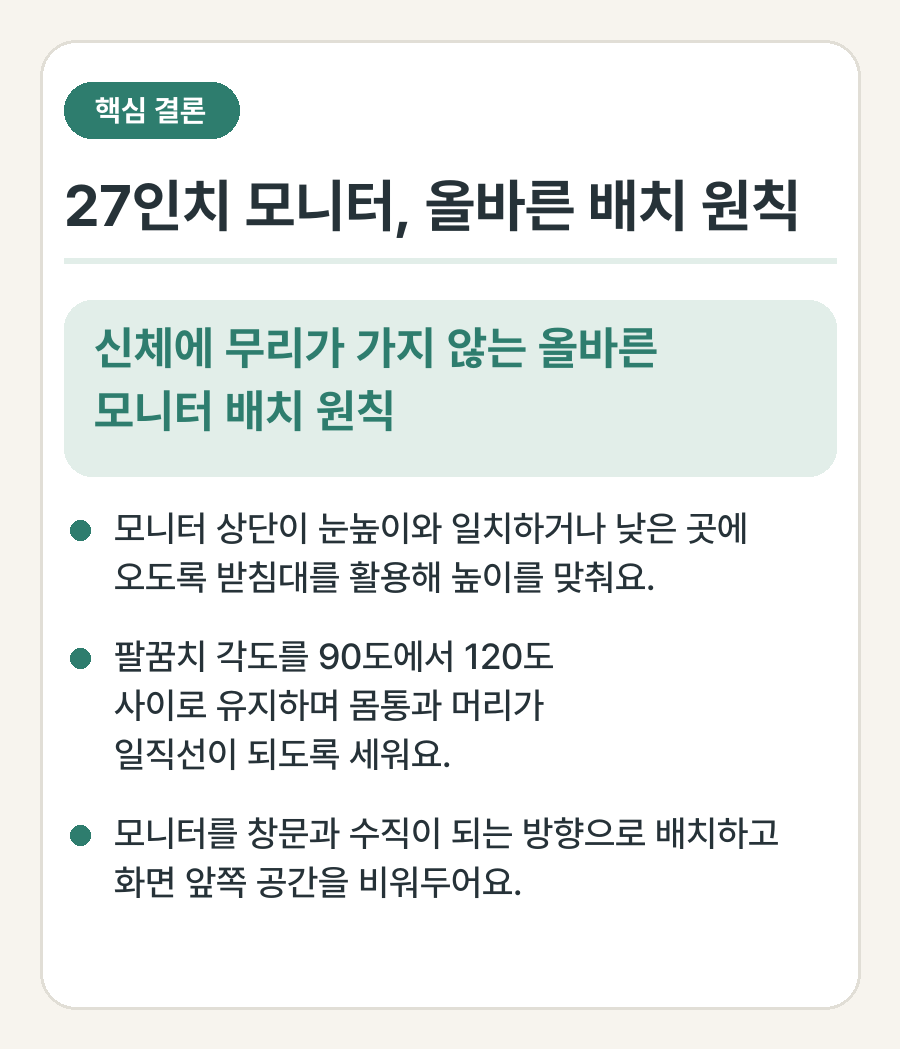 핵심 결론
27인치 모니터, 올바른 배치 원칙
신체에 무리가 가지 않는 올바른
모니터 배치 원칙
모니터 상단이 눈높이와 일치하거나 낮은 곳에
오도록 받침대를 활용해 높이를 맞춰요.
팔꿈치 각도를 90도에서 120도
사이로 유지하며 몸통과 머리가
일직선이 되도록 세워요.
모니터를 창문과 수직이 되는 방향으로 배치하고
화면 앞쪽 공간을 비워두어요.